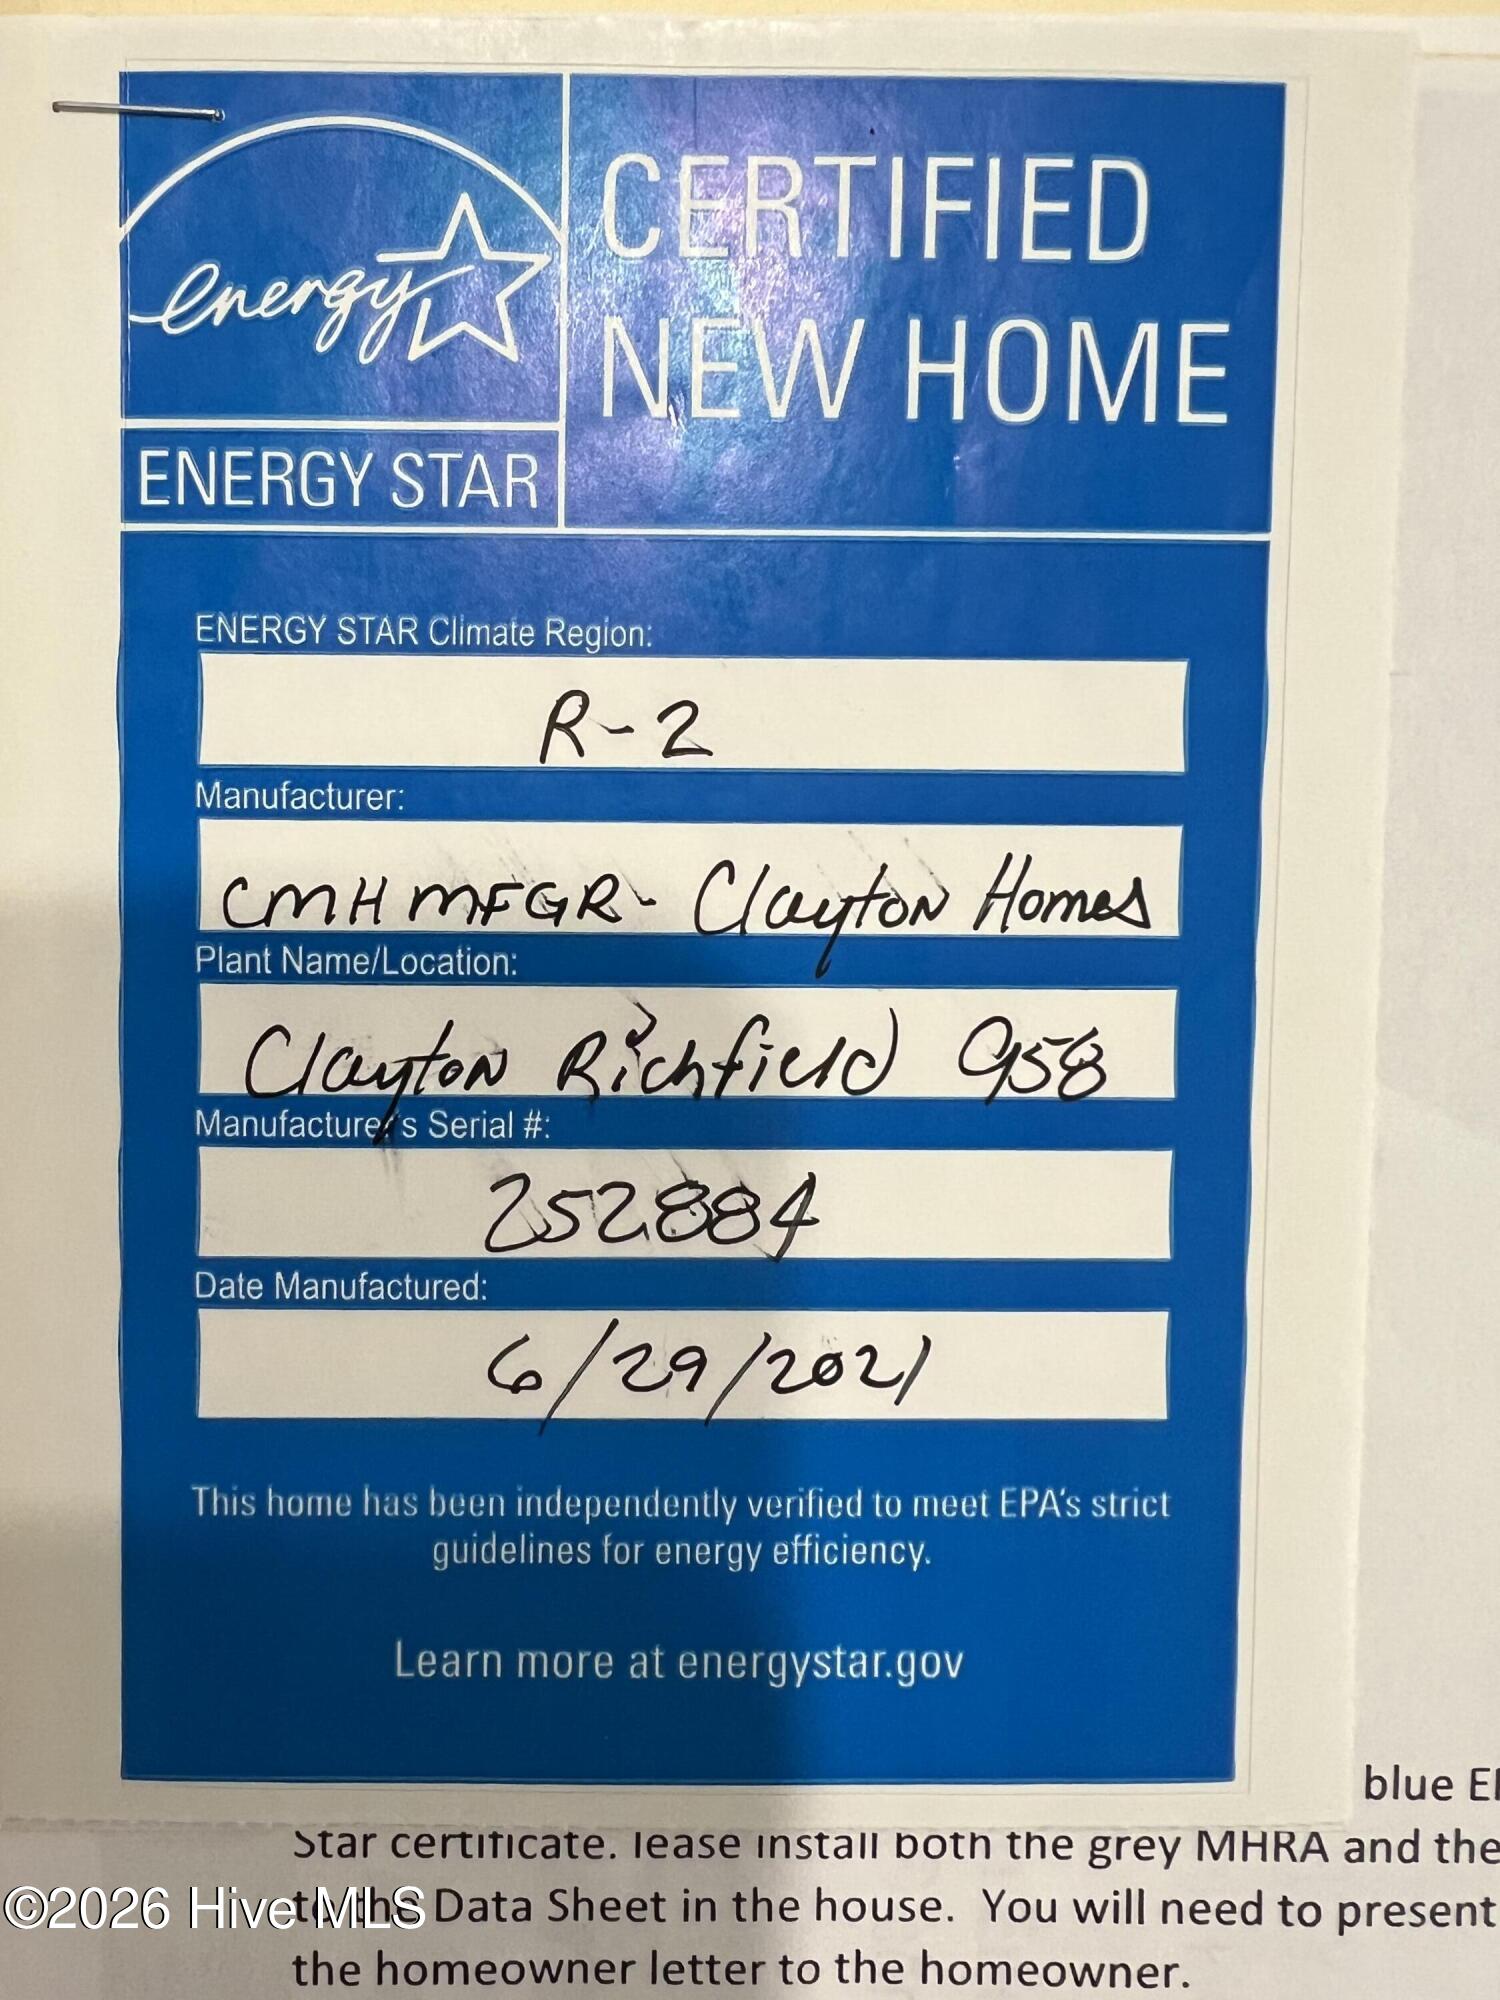 energy
ENERGY STAR
CERTIFIED
NEW HOME
ENERGY STAR Climate Region:
R-2
Manufacturer:
CMH MFGR- Clayton Homes
Plant Name/Location:
Clayton Richfield 958
Manufacturer's Serial #:
252884
Date Manufactured:
6/29/2021
This home has been independently verified to meet EPA's strict
guidelines for energy efficiency.
Learn more at energystar.gov
blue
Star certificate. lease install both the grey MHRA and the
to the Data Sheet in the house. You will need to present
the homeowner letter to the homeowner.
©2026 Hive MLS